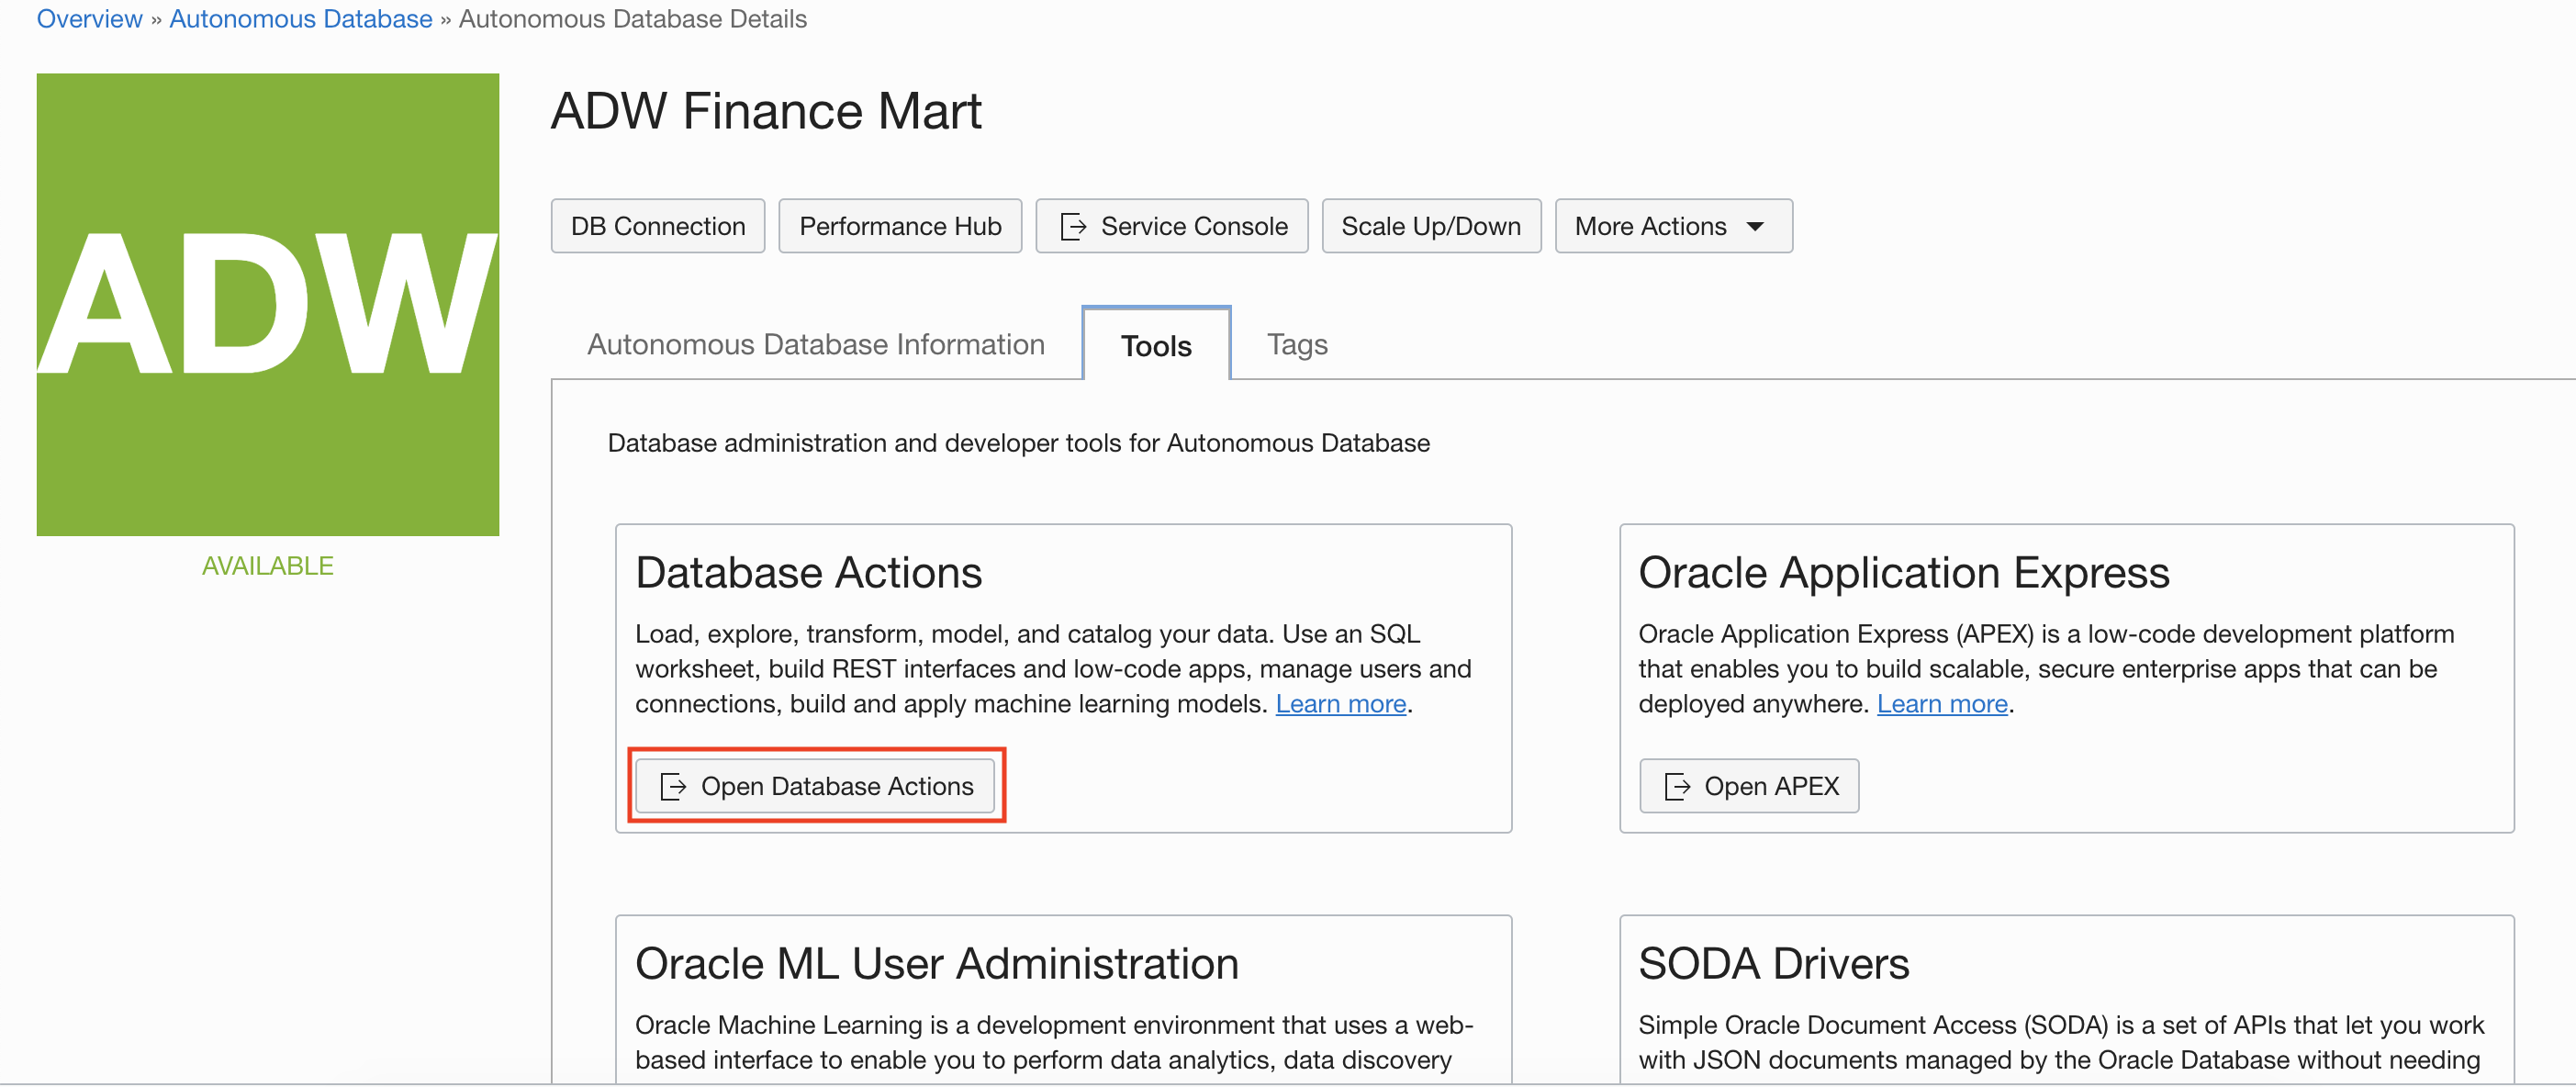 Overview » Autonomous Database » Autonomous Database Details
ADW
AVAILABLE
ADW Finance Mart
DB Connection
Performance Hub
Service Console
Scale Up/Down
More Actions
Autonomous Database Information
Tools
Tags
Database administration and developer tools for Autonomous Database
Database Actions
Load, explore, transform, model, and catalog your data. Use an SQL
worksheet, build REST interfaces and low-code apps, manage users and
connections, build and apply machine learning models. Learn more.
Open Database Actions
Oracle Application Express
Oracle Application Express (APEX) is a low-code development platform
that enables you to build scalable, secure enterprise apps that can be
deployed anywhere. Learn more.
Open APEX
Oracle ML User Administration
Oracle Machine Learning is a development environment that uses a web-
based interface to enable you to perform data analytics, data discovery
SODA Drivers
Simple Oracle Document Access (SODA) is a set of APIs that let you work
with JSON documents managed by the Oracle Database without needing